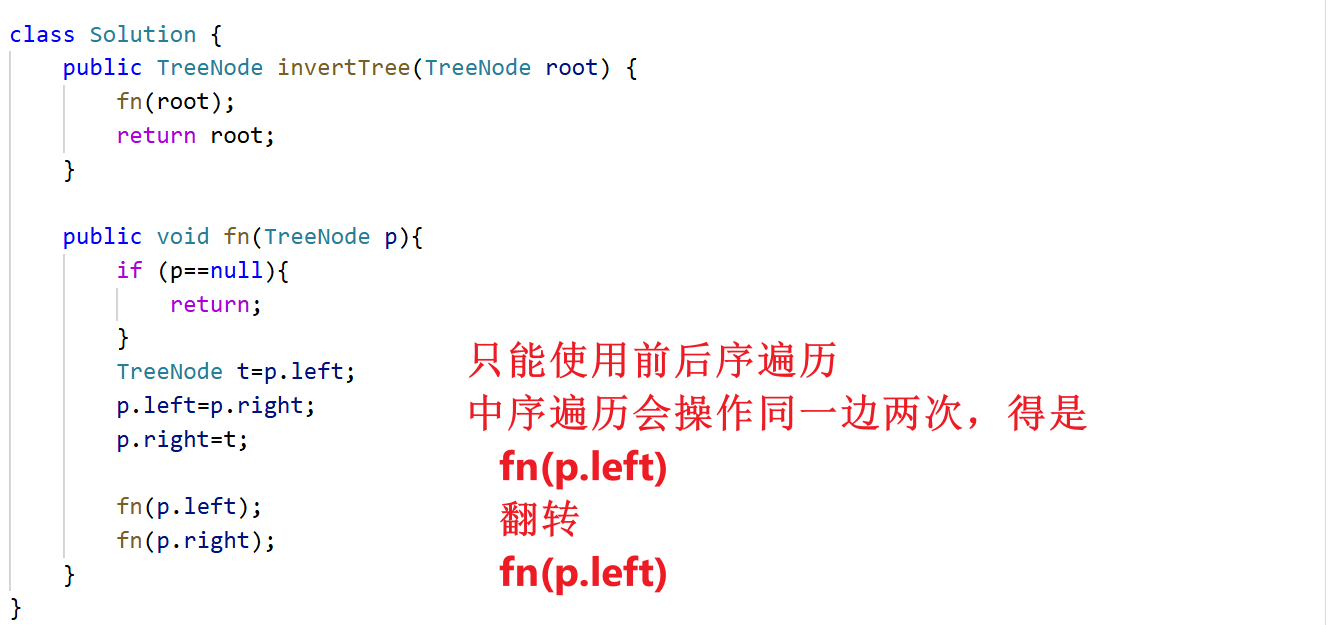 class Solution {
public TreeNode invertTree(TreeNode root) {
fn(root);
return root;
}
public void fn(TreeNode p){
if (p==null){
return;
}
TreeNode t=p.left;
p.left=p.right;
p.right=t;
fn(p.left);
fn(p.right);
}
}
只能使用前后序遍历
中序遍历会操作同一边两次，得是
fn(p.left)
翻转
fn(p.left)